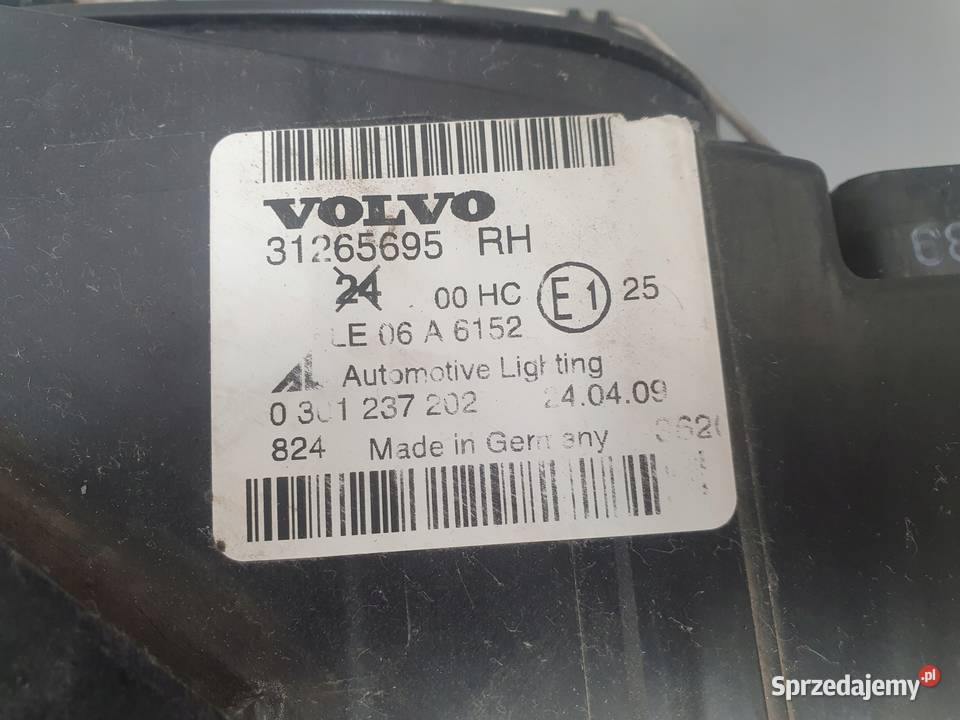 VOLVO
31265695 RH
24 00 HC E1 25
LE 06 A 6152
AL Automotive Lighting
0 301 237 202 24.04.09
824 Made in Germany
Sprzedajemy.pl